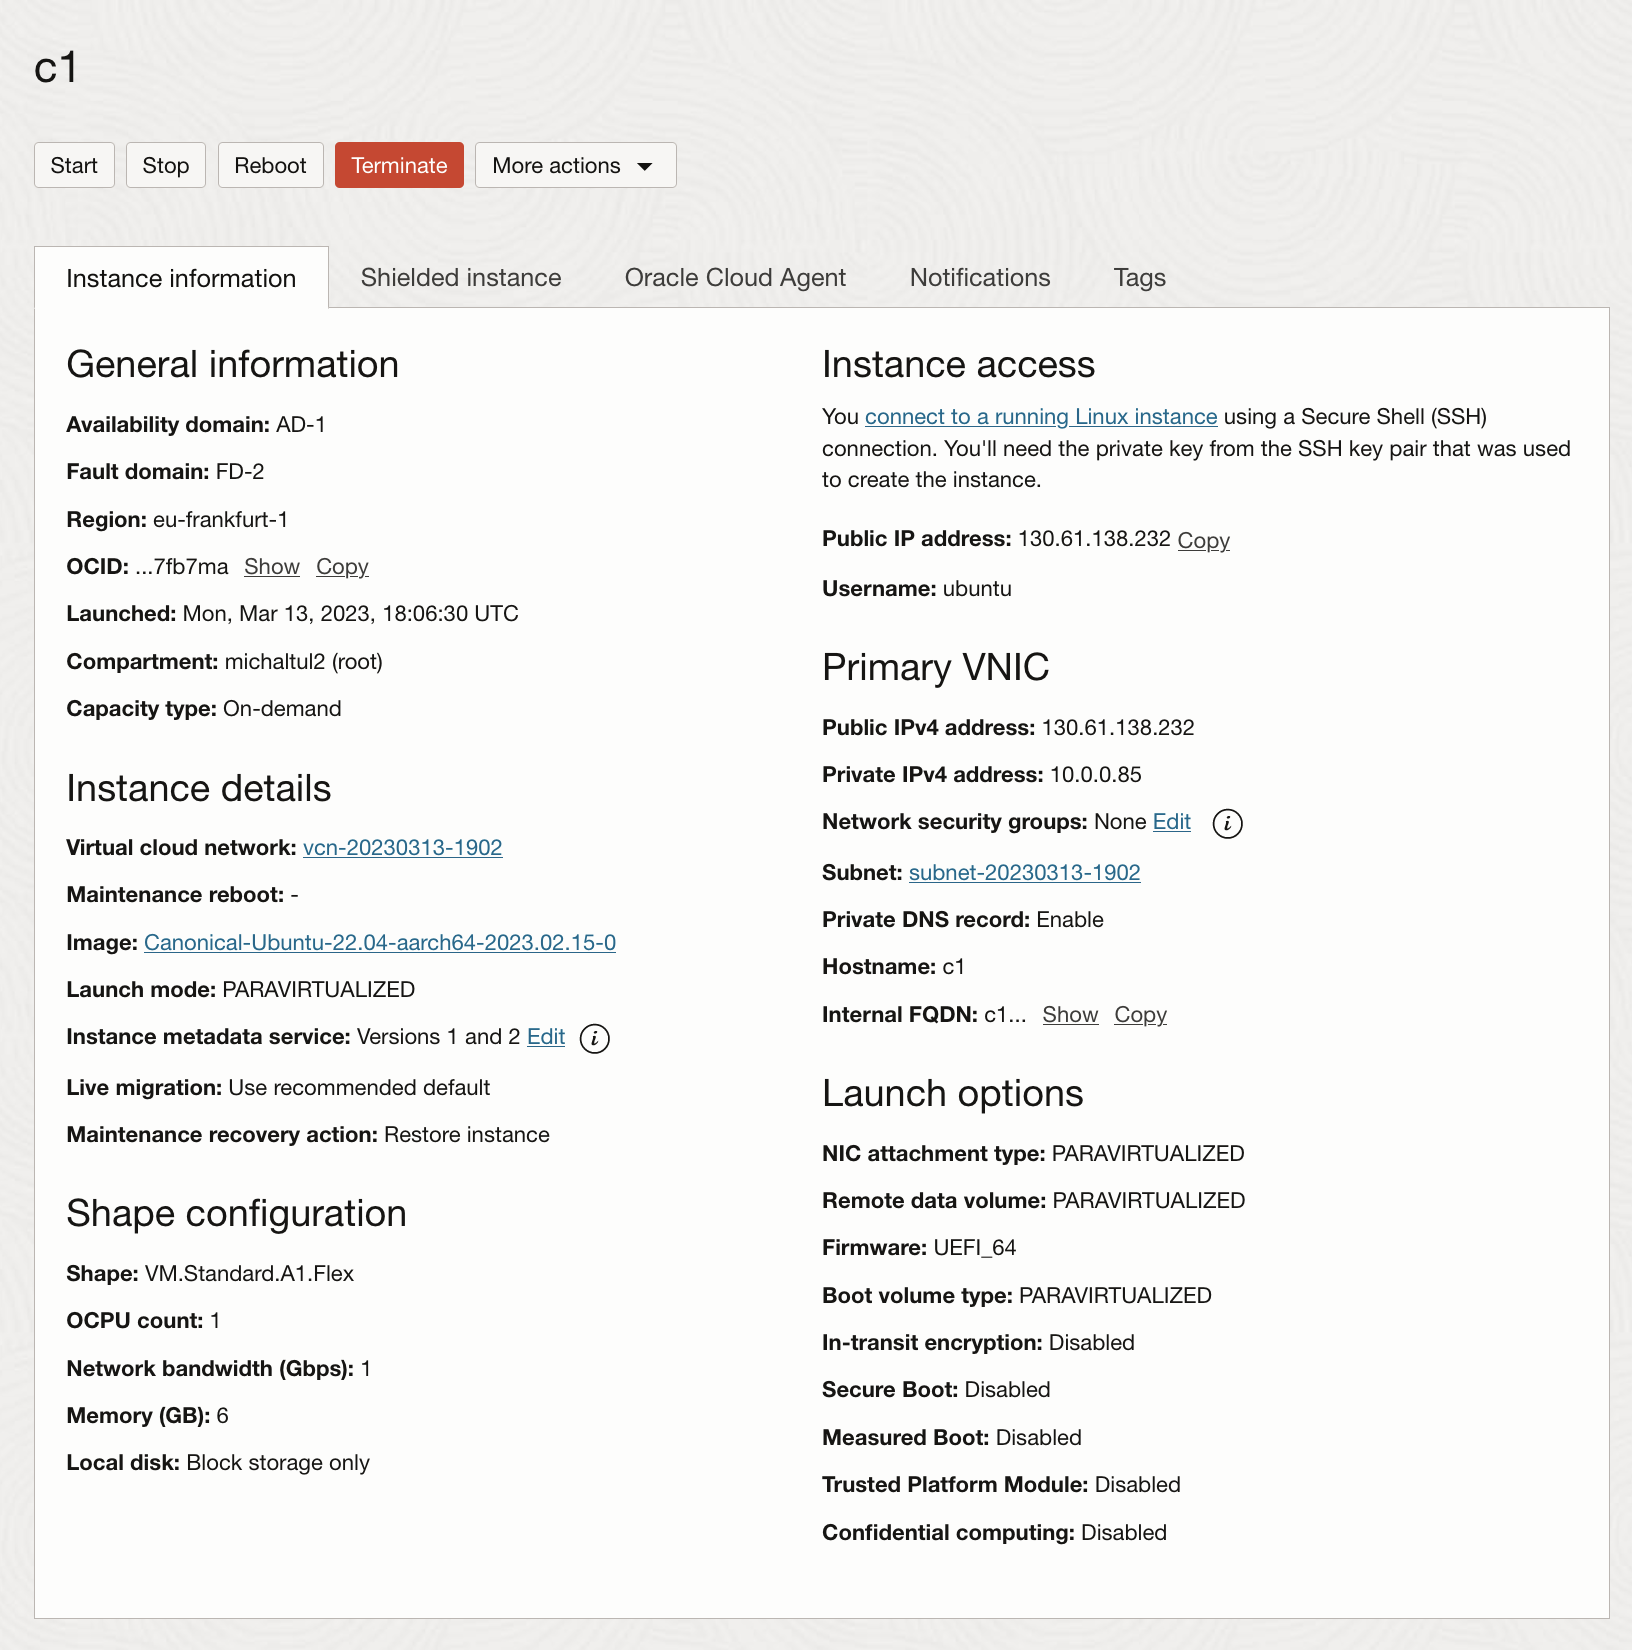 c1
Start
Stop
Reboot
Terminate
More actions
Instance information
Shielded instance
Oracle Cloud Agent
Notifications
Tags
General information
Availability domain: AD-1
Fault domain: FD-2
Region: eu-frankfurt-1
OCID: ...7fb7ma Show Copy
Launched: Mon, Mar 13, 2023, 18:06:30 UTC
Compartment: michaltul2 (root)
Capacity type: On-demand
Instance details
Virtual cloud network: vcn-20230313-1902
Maintenance reboot: -
Image: Canonical-Ubuntu-22.04-aarch64-2023.02.15-0
Launch mode: PARAVIRTUALIZED
Instance metadata service: Versions 1 and 2 Edit i
Live migration: Use recommended default
Maintenance recovery action: Restore instance
Shape configuration
Shape: VM.Standard.A1.Flex
OCPU count: 1
Network bandwidth (Gbps): 1
Memory (GB): 6
Local disk: Block storage only
Instance access
You connect to a running Linux instance using a Secure Shell (SSH)
connection. You'll need the private key from the SSH key pair that was used
to create the instance.
Public IP address: 130.61.138.232 Copy
Username: ubuntu
Primary VNIC
Public IPv4 address: 130.61.138.232
Private IPv4 address: 10.0.0.85
Network security groups: None Edit i
Subnet: subnet-20230313-1902
Private DNS record: Enable
Hostname: c1
Internal FQDN: c1... Show Copy
Launch options
NIC attachment type: PARAVIRTUALIZED
Remote data volume: PARAVIRTUALIZED
Firmware: UEFI_64
Boot volume type: PARAVIRTUALIZED
In-transit encryption: Disabled
Secure Boot: Disabled
Measured Boot: Disabled
Trusted Platform Module: Disabled
Confidential computing: Disabled